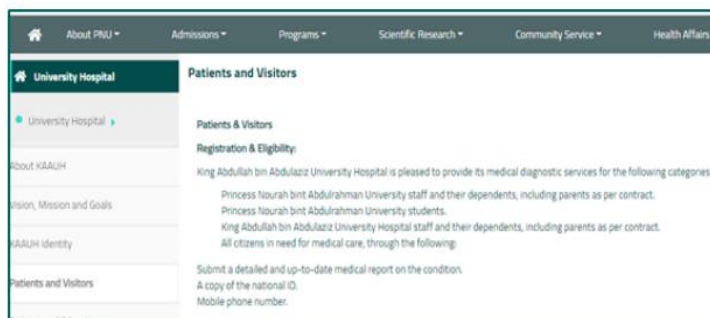 About PNU Admissions Programs Scientific Research Community Service Health Affairs
University Hospital
University Hospital
About KAAUH
Vision, Mission and Goals
KAAUH Identity
Patients and Visitors
Patients and Visitors
Patients & Visitors
Registration & Eligibility:
King Abdullah bin Abdulaziz University Hospital is pleased to provide its medical diagnostic services for the following categories
Princess Nourah bint Abdulrahman University staff and their dependents, including parents as per contract.
Princess Nourah bint Abdulrahman University students.
King Abdullah bin Abdulaziz University Hospital staff and their dependents, including parents as per contract.
All citizens in need for medical care, through the following:
Submit a detailed and up-to-date medical report on the condition.
A copy of the national ID.
Mobile phone number.